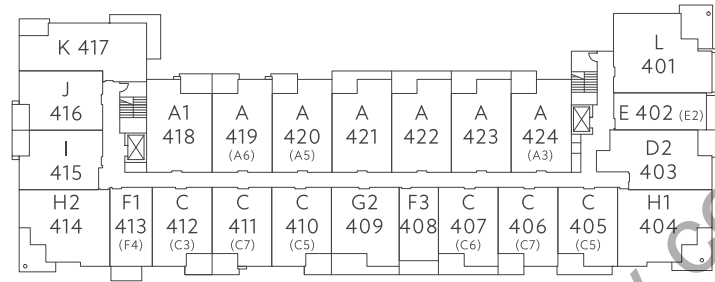 K 417
L
401
J
416
A1
418
A
419
(A6)
A
420
(A5)
A
421
A
422
A
423
A
424
(A3)
E 402 (E2)
I
415
D2
403
H2
414
F1
413
(F4)
C
412
(C3)
C
411
(C7)
C
410
(C5)
G2
409
F3
408
C
407
(C6)
C
406
(C7)
C
405
(C5)
H1
404